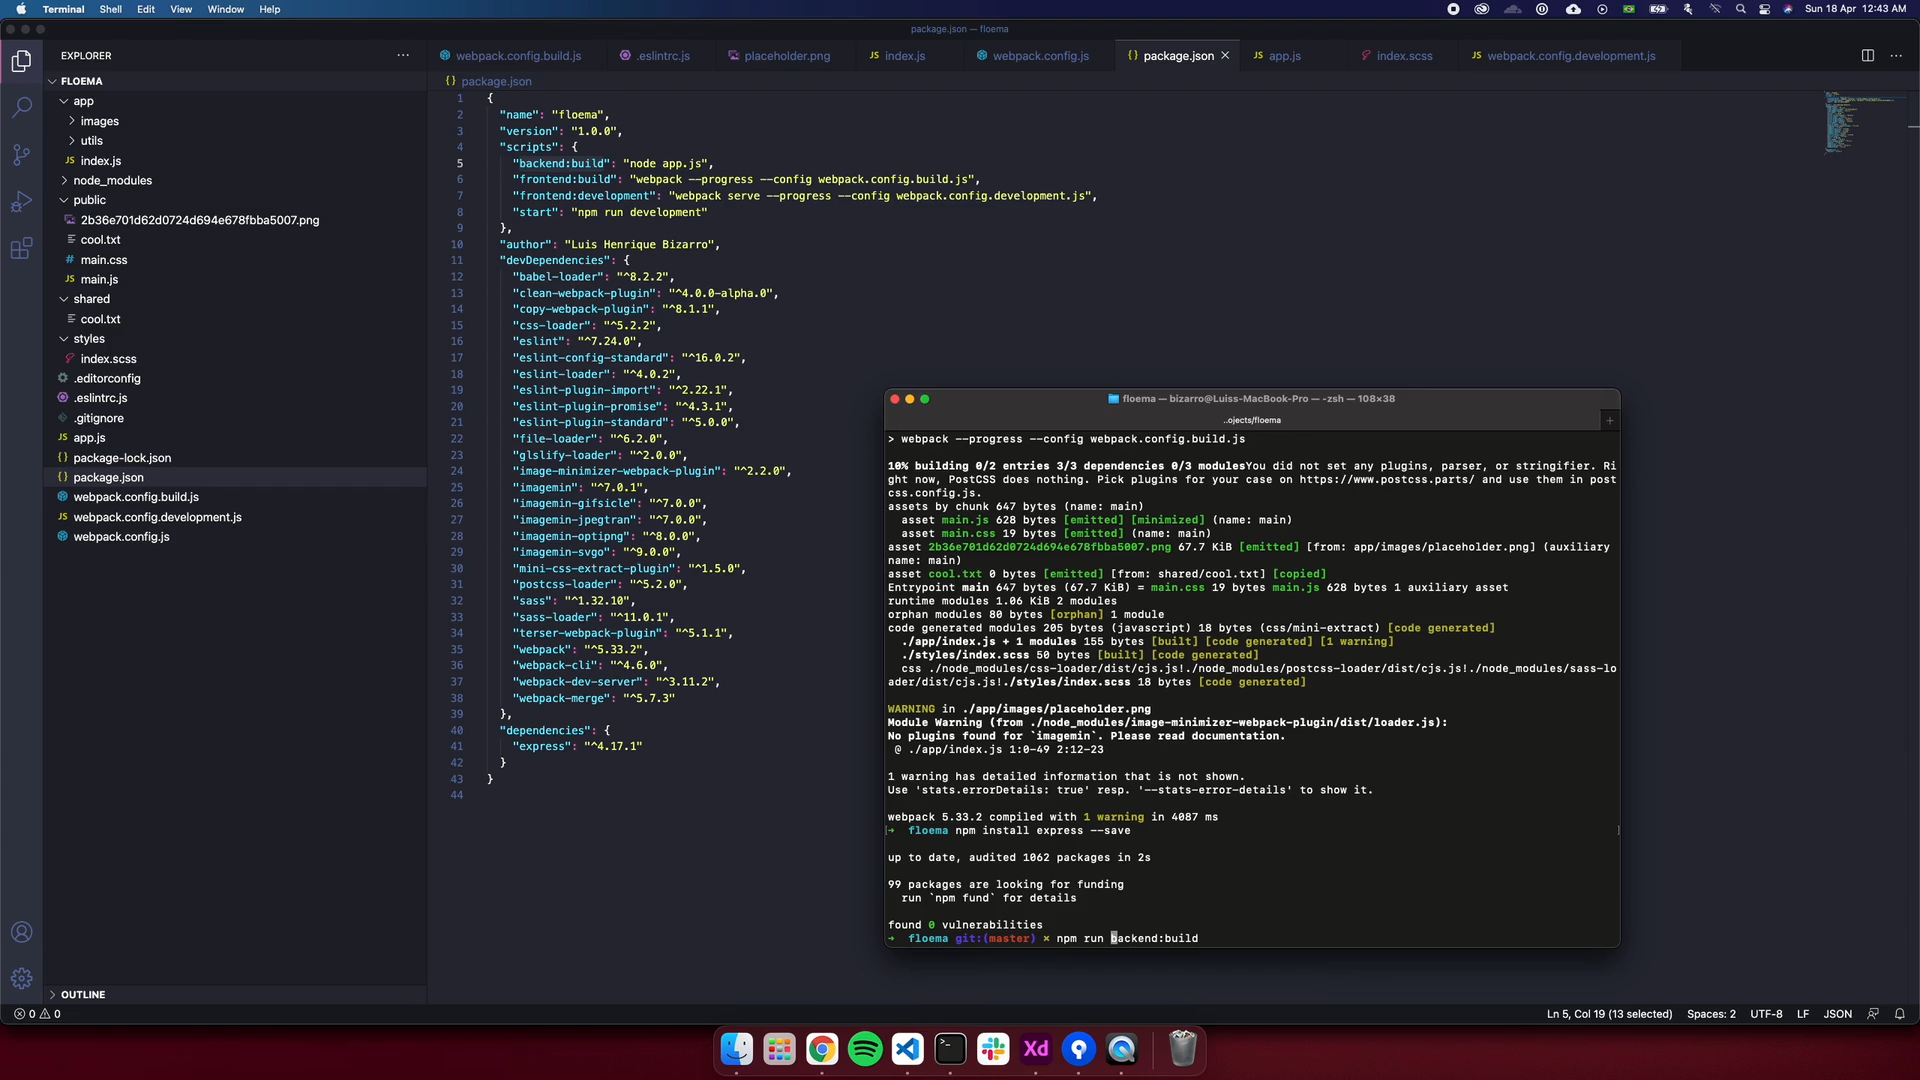 Terminal Shell Edit View Window Help Sun 18 Apr 12:43 AM
package.json — floema
EXPLORER
FLOEMA
app
images
utils
index.js
node_modules
public
2b36e701d62d0724d694e678fbba5007.png
cool.txt
main.css
main.js
shared
cool.txt
styles
index.scss
.editorconfig
.eslintrc.js
.gitignore
app.js
package-lock.json
package.json
webpack.config.build.js
webpack.config.development.js
webpack.config.js
OUTLINE
webpack.config.build.js .eslintrc.js placeholder.png index.js webpack.config.js package.json app.js index.scss webpack.config.development.js
package.json
1 {
2 "name": "floema",
3 "version": "1.0.0",
4 "scripts": {
5 "backend:build": "node app.js",
6 "frontend:build": "webpack --progress --config webpack.config.build.js",
7 "frontend:development": "webpack serve --progress --config webpack.config.development.js",
8 "start": "npm run development"
9 },
10 "author": "Luis Henrique Bizarro",
11 "devDependencies": {
12 "babel-loader": "^8.2.2",
13 "clean-webpack-plugin": "^4.0.0-alpha.0",
14 "copy-webpack-plugin": "^8.1.1",
15 "css-loader": "^5.2.2",
16 "eslint": "^7.24.0",
17 "eslint-config-standard": "^16.0.2",
18 "eslint-loader": "^4.0.2",
19 "eslint-plugin-import": "^2.22.1",
20 "eslint-plugin-promise": "^4.3.1",
21 "eslint-plugin-standard": "^5.0.0",
22 "file-loader": "^6.2.0",
23 "glslify-loader": "^2.0.0",
24 "image-minimizer-webpack-plugin": "^2.2.0",
25 "imagemin": "^7.0.1",
26 "imagemin-gifsicle": "^7.0.0",
27 "imagemin-jpegtran": "^7.0.0",
28 "imagemin-optipng": "^8.0.0",
29 "imagemin-svgo": "^9.0.0",
30 "mini-css-extract-plugin": "^1.5.0",
31 "postcss-loader": "^5.2.0",
32 "sass": "^1.32.10",
33 "sass-loader": "^11.0.1",
34 "terser-webpack-plugin": "^5.1.1",
35 "webpack": "^5.33.2",
36 "webpack-cli": "^4.6.0",
37 "webpack-dev-server": "^3.11.2",
38 "webpack-merge": "^5.7.3"
39 },
40 "dependencies": {
41 "express": "^4.17.1"
42 }
43 }
44
floema — bizarro@Luiss-MacBook-Pro — -zsh — 108×38
..ojects/floema
> webpack --progress --config webpack.config.build.js
10% building 0/2 entries 3/3 dependencies 0/3 modulesYou did not set any plugins, parser, or stringifier. Ri
ght now, PostCSS does nothing. Pick plugins for your case on https://www.postcss.parts/ and use them in post
css.config.js.
assets by chunk 647 bytes (name: main)
asset main.js 628 bytes [emitted] [minimized] (name: main)
asset main.css 19 bytes [emitted] (name: main)
asset 2b36e701d62d0724d694e678fbba5007.png 67.7 KiB [emitted] [from: app/images/placeholder.png] (auxiliary
name: main)
asset cool.txt 0 bytes [emitted] [from: shared/cool.txt] [copied]
Entrypoint main 647 bytes (67.7 KiB) = main.css 19 bytes main.js 628 bytes 1 auxiliary asset
runtime modules 1.06 KiB 2 modules
orphan modules 80 bytes [orphan] 1 module
code generated modules 205 bytes (javascript) 18 bytes (css/mini-extract) [code generated]
./app/index.js + 1 modules 155 bytes [built] [code generated] [1 warning]
./styles/index.scss 50 bytes [built] [code generated]
css ./node_modules/css-loader/dist/cjs.js!./node_modules/postcss-loader/dist/cjs.js!./node_modules/sass-lo
ader/dist/cjs.js!./styles/index.scss 18 bytes [code generated]
WARNING in ./app/images/placeholder.png
Module Warning (from ./node_modules/image-minimizer-webpack-plugin/dist/loader.js):
No plugins found for `imagemin`. Please read documentation.
@ ./app/index.js 1:0-49 2:12-23
1 warning has detailed information that is not shown.
Use 'stats.errorDetails: true' resp. '--stats-error-details' to show it.
webpack 5.33.2 compiled with 1 warning in 4087 ms
[→ floema npm install express --save ]
up to date, audited 1062 packages in 2s
99 packages are looking for funding
run `npm fund` for details
found 0 vulnerabilities
→ floema git:(master) × npm run backend:build
0 0 Ln 5, Col 19 (13 selected) Spaces: 2 UTF-8 LF JSON
Xd